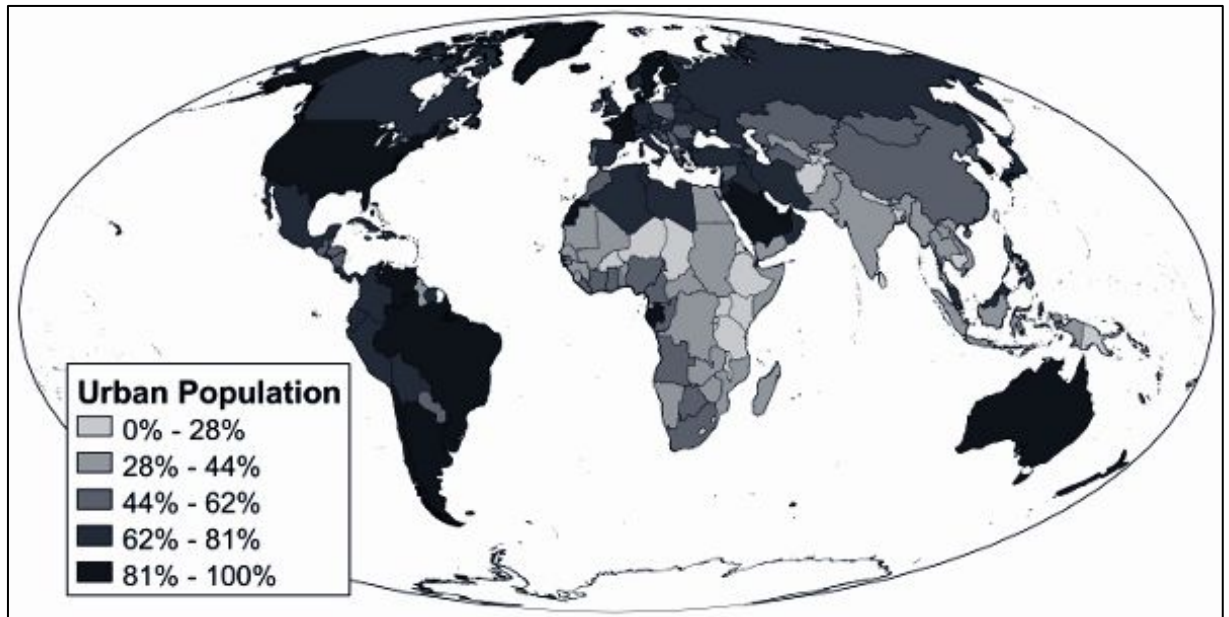 Urban Population
0% - 28%
28% - 44%
44% - 62%
62% - 81%
81% - 100%